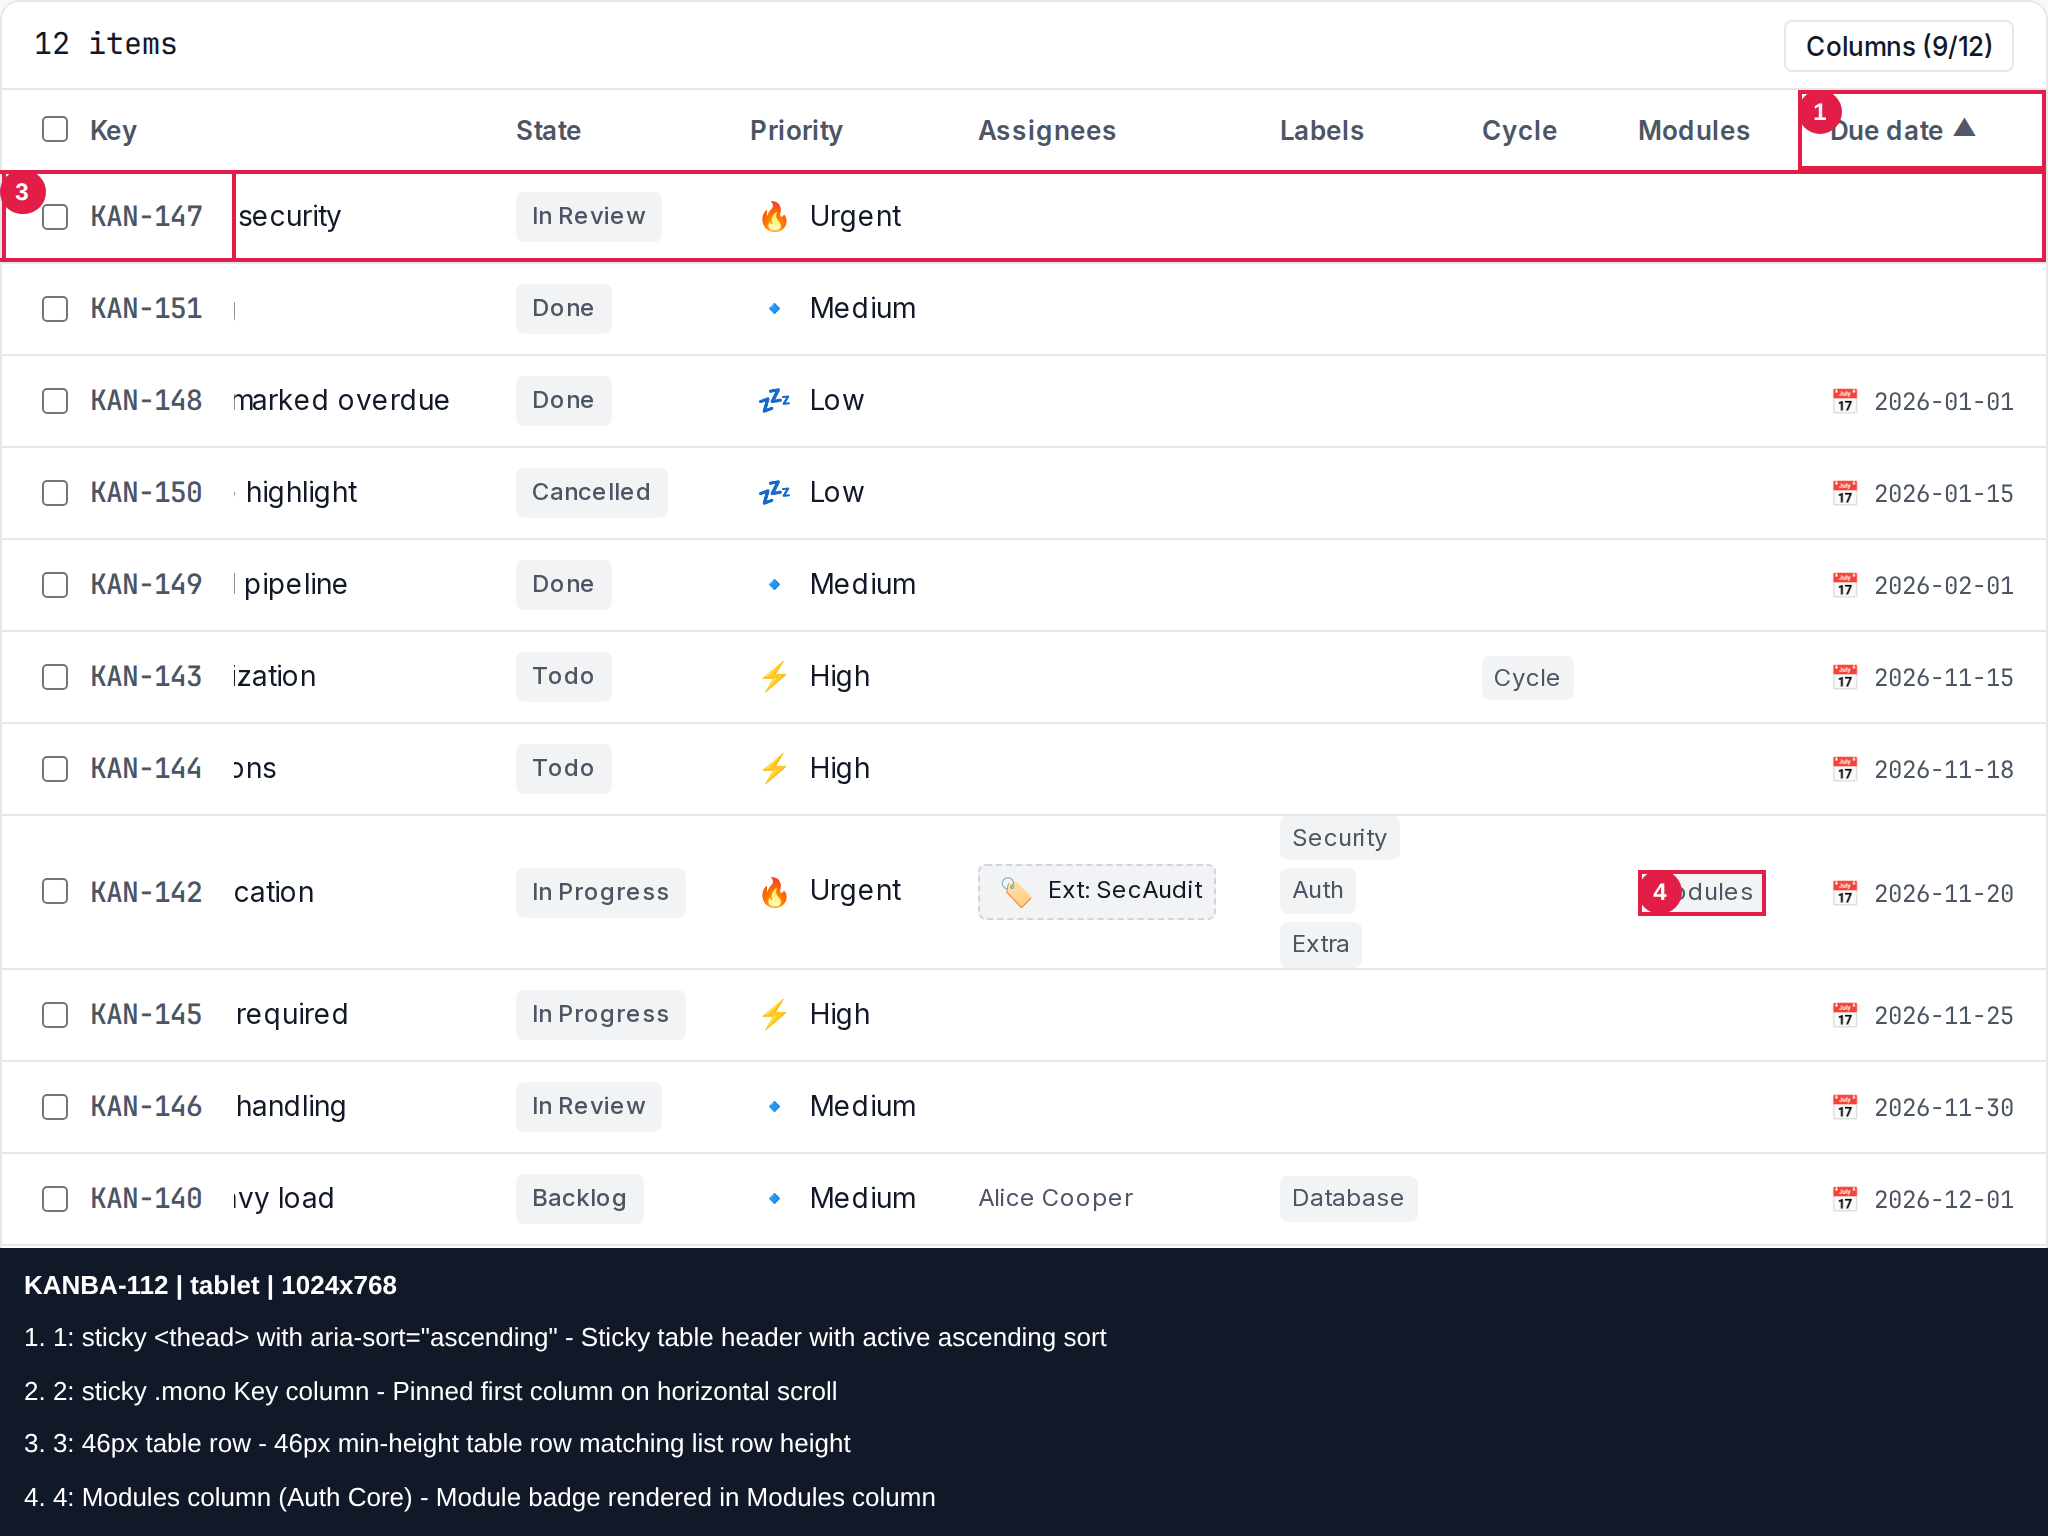 12 items
Columns (9/12)
Key State Priority Assignees Labels Cycle Modules Due date ▲
1
3
KAN-147 security In Review Urgent
KAN-151 Done Medium
KAN-148 marked overdue Done Low 2026-01-01
KAN-150 highlight Cancelled Low 2026-01-15
KAN-149 pipeline Done Medium 2026-02-01
KAN-143 ization Todo High Cycle 2026-11-15
KAN-144 ons Todo High 2026-11-18
KAN-142 cation In Progress Urgent Ext: SecAudit Security Auth Extra 4 odules 2026-11-20
KAN-145 required In Progress High 2026-11-25
KAN-146 handling In Review Medium 2026-11-30
KAN-140 avy load Backlog Medium Alice Cooper Database 2026-12-01
KANBA-112 | tablet | 1024x768
1. 1: sticky <thead> with aria-sort="ascending" - Sticky table header with active ascending sort
2. 2: sticky .mono Key column - Pinned first column on horizontal scroll
3. 3: 46px table row - 46px min-height table row matching list row height
4. 4: Modules column (Auth Core) - Module badge rendered in Modules column